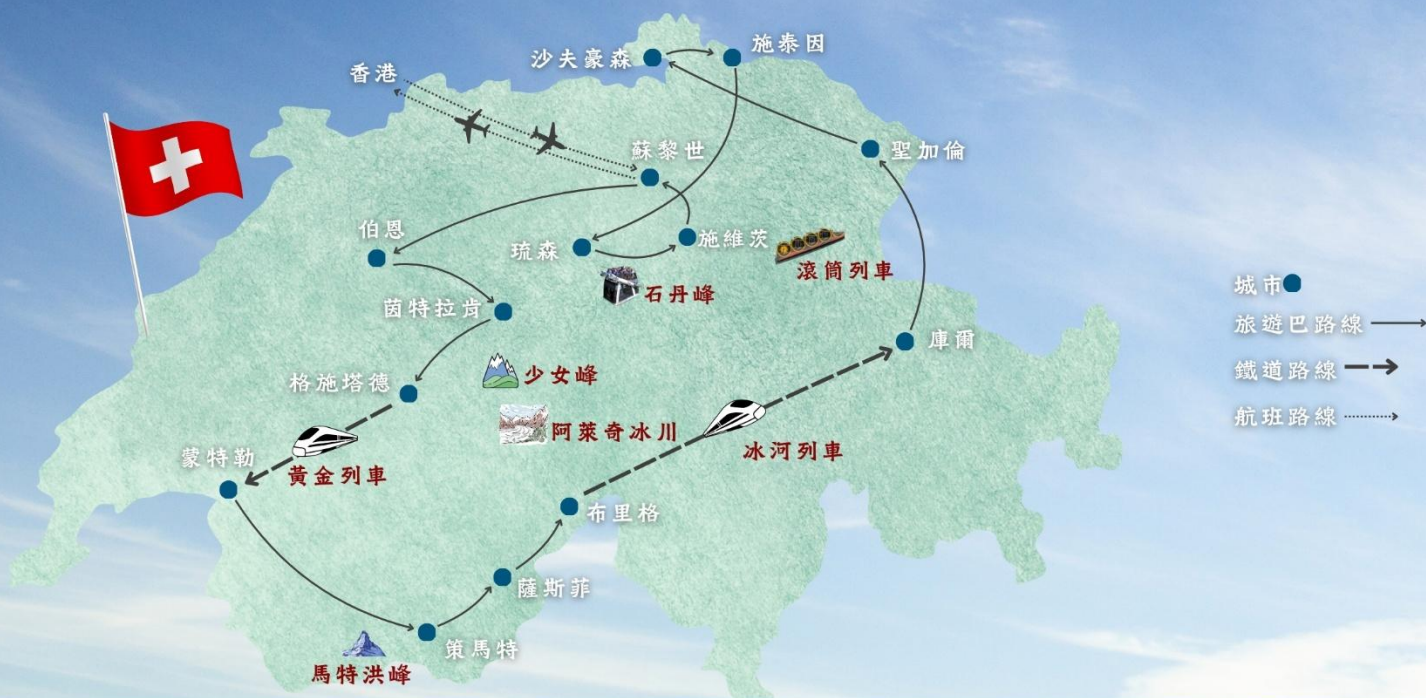 沙夫豪森
施泰因
香港
蘇黎世
聖加倫
伯恩
琉森
施維茨
滾筒列車
石丹峰
城市
茵特拉肯
旅遊巴路線
庫爾
少女峰
鐵道路線
格施塔德
航班路線
阿萊奇冰川
冰河列車
蒙特勒
黃金列車
布里格
薩斯菲
策馬特
馬特洪峰